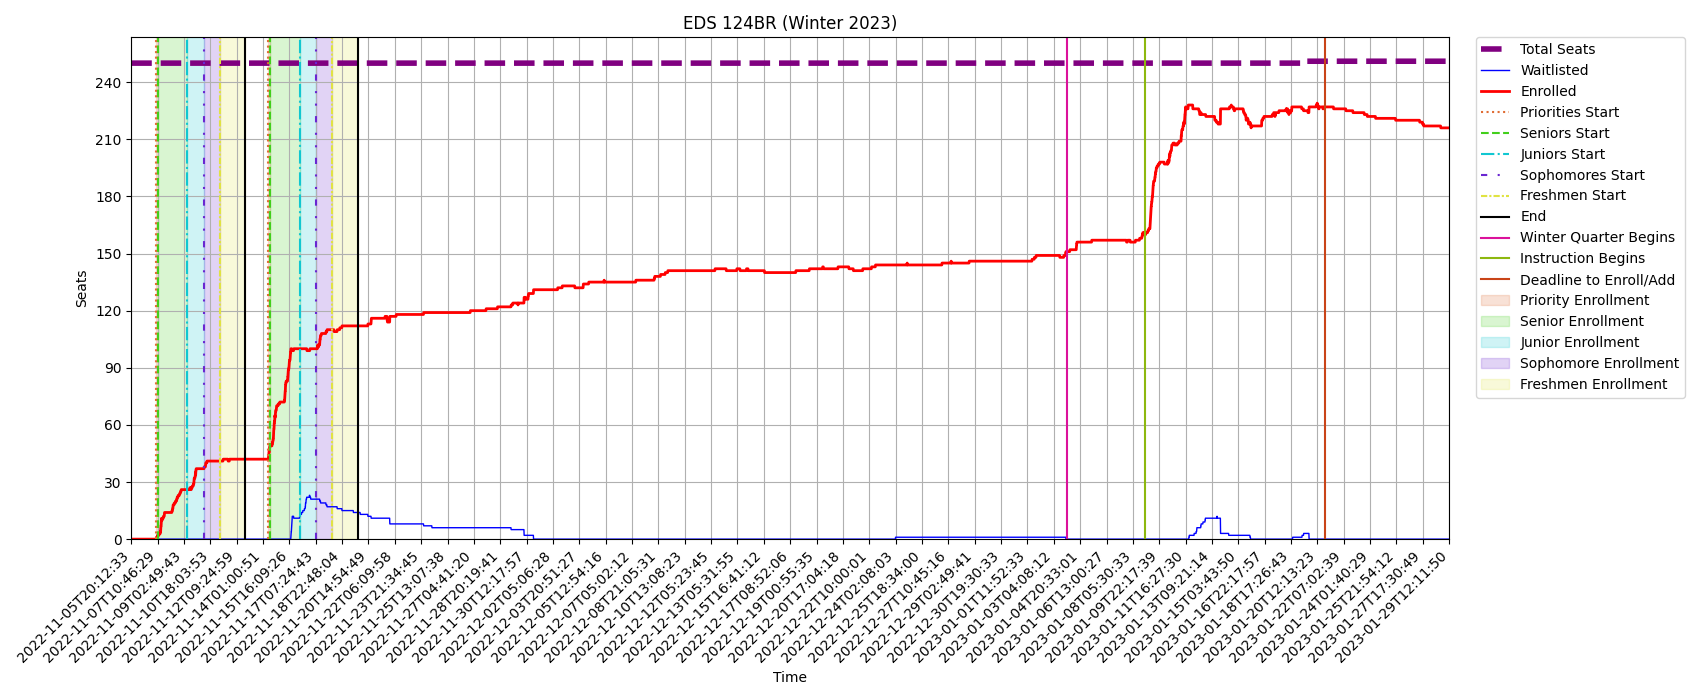 EDS 124BR (Winter 2023)
Seats
240
210
180
150
120
90
60
30
0
2022-11-05T20:12:33
2022-11-07T10:46:29
2022-11-09T02:49:43
2022-11-10T18:03:53
2022-11-12T09:24:59
2022-11-14T01:00:51
2022-11-15T16:09:26
2022-11-17T07:24:43
2022-11-18T22:48:04
2022-11-20T14:54:49
2022-11-22T06:09:58
2022-11-23T21:34:45
2022-11-25T13:07:38
2022-11-27T04:41:20
2022-11-28T20:19:47
2022-11-30T12:17:57
2022-12-02T05:06:28
2022-12-03T20:51:27
2022-12-05T12:54:16
2022-12-07T05:02:12
2022-12-08T21:05:31
2022-12-10T13:08:23
2022-12-12T05:23:45
2022-12-13T05:31:55
2022-12-15T16:41:12
2022-12-17T08:52:06
2022-12-19T00:55:35
2022-12-20T17:04:18
2022-12-22T10:00:01
2022-12-24T02:08:03
2022-12-25T18:34:00
2022-12-27T10:45:16
2022-12-29T02:49:41
2022-12-30T19:30:33
2023-01-01T11:52:33
2023-01-03T04:08:12
2023-01-04T20:33:01
2023-01-06T13:00:27
2023-01-08T05:30:33
2023-01-09T22:17:39
2023-01-11T16:27:30
2023-01-13T09:21:14
2023-01-15T03:43:50
2023-01-16T22:17:57
2023-01-18T17:26:43
2023-01-20T12:13:23
2023-01-22T07:02:39
2023-01-24T01:40:29
2023-01-25T21:54:12
2023-01-27T17:30:49
2023-01-29T12:11:50
Time
Total Seats
Waitlisted
Enrolled
Priorities Start
Seniors Start
Juniors Start
Sophomores Start
Freshmen Start
End
Winter Quarter Begins
Instruction Begins
Deadline to Enroll/Add
Priority Enrollment
Senior Enrollment
Junior Enrollment
Sophomore Enrollment
Freshmen Enrollment